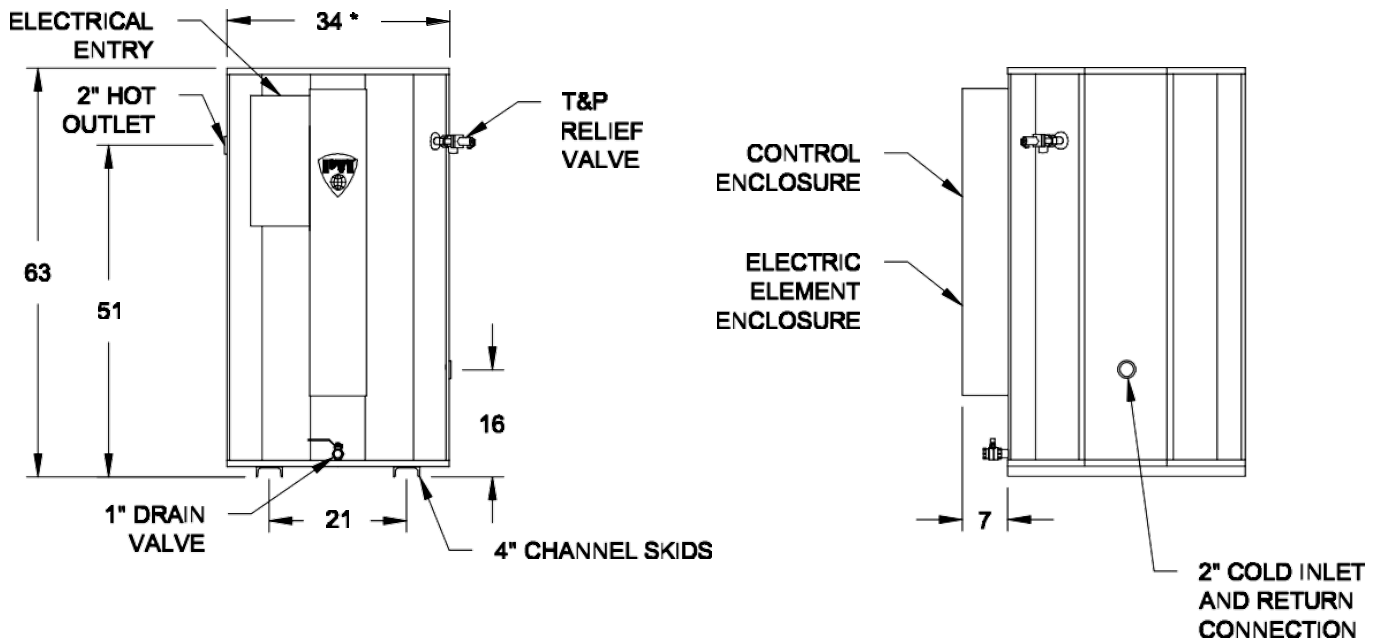 ELECTRICAL
ENTRY
34 *
2" HOT
OUTLET
T&P
RELIEF
VALVE
63
51
16
1" DRAIN
VALVE
21
4" CHANNEL SKIDS
CONTROL
ENCLOSURE
ELECTRIC
ELEMENT
ENCLOSURE
7
2" COLD INLET
AND RETURN
CONNECTION